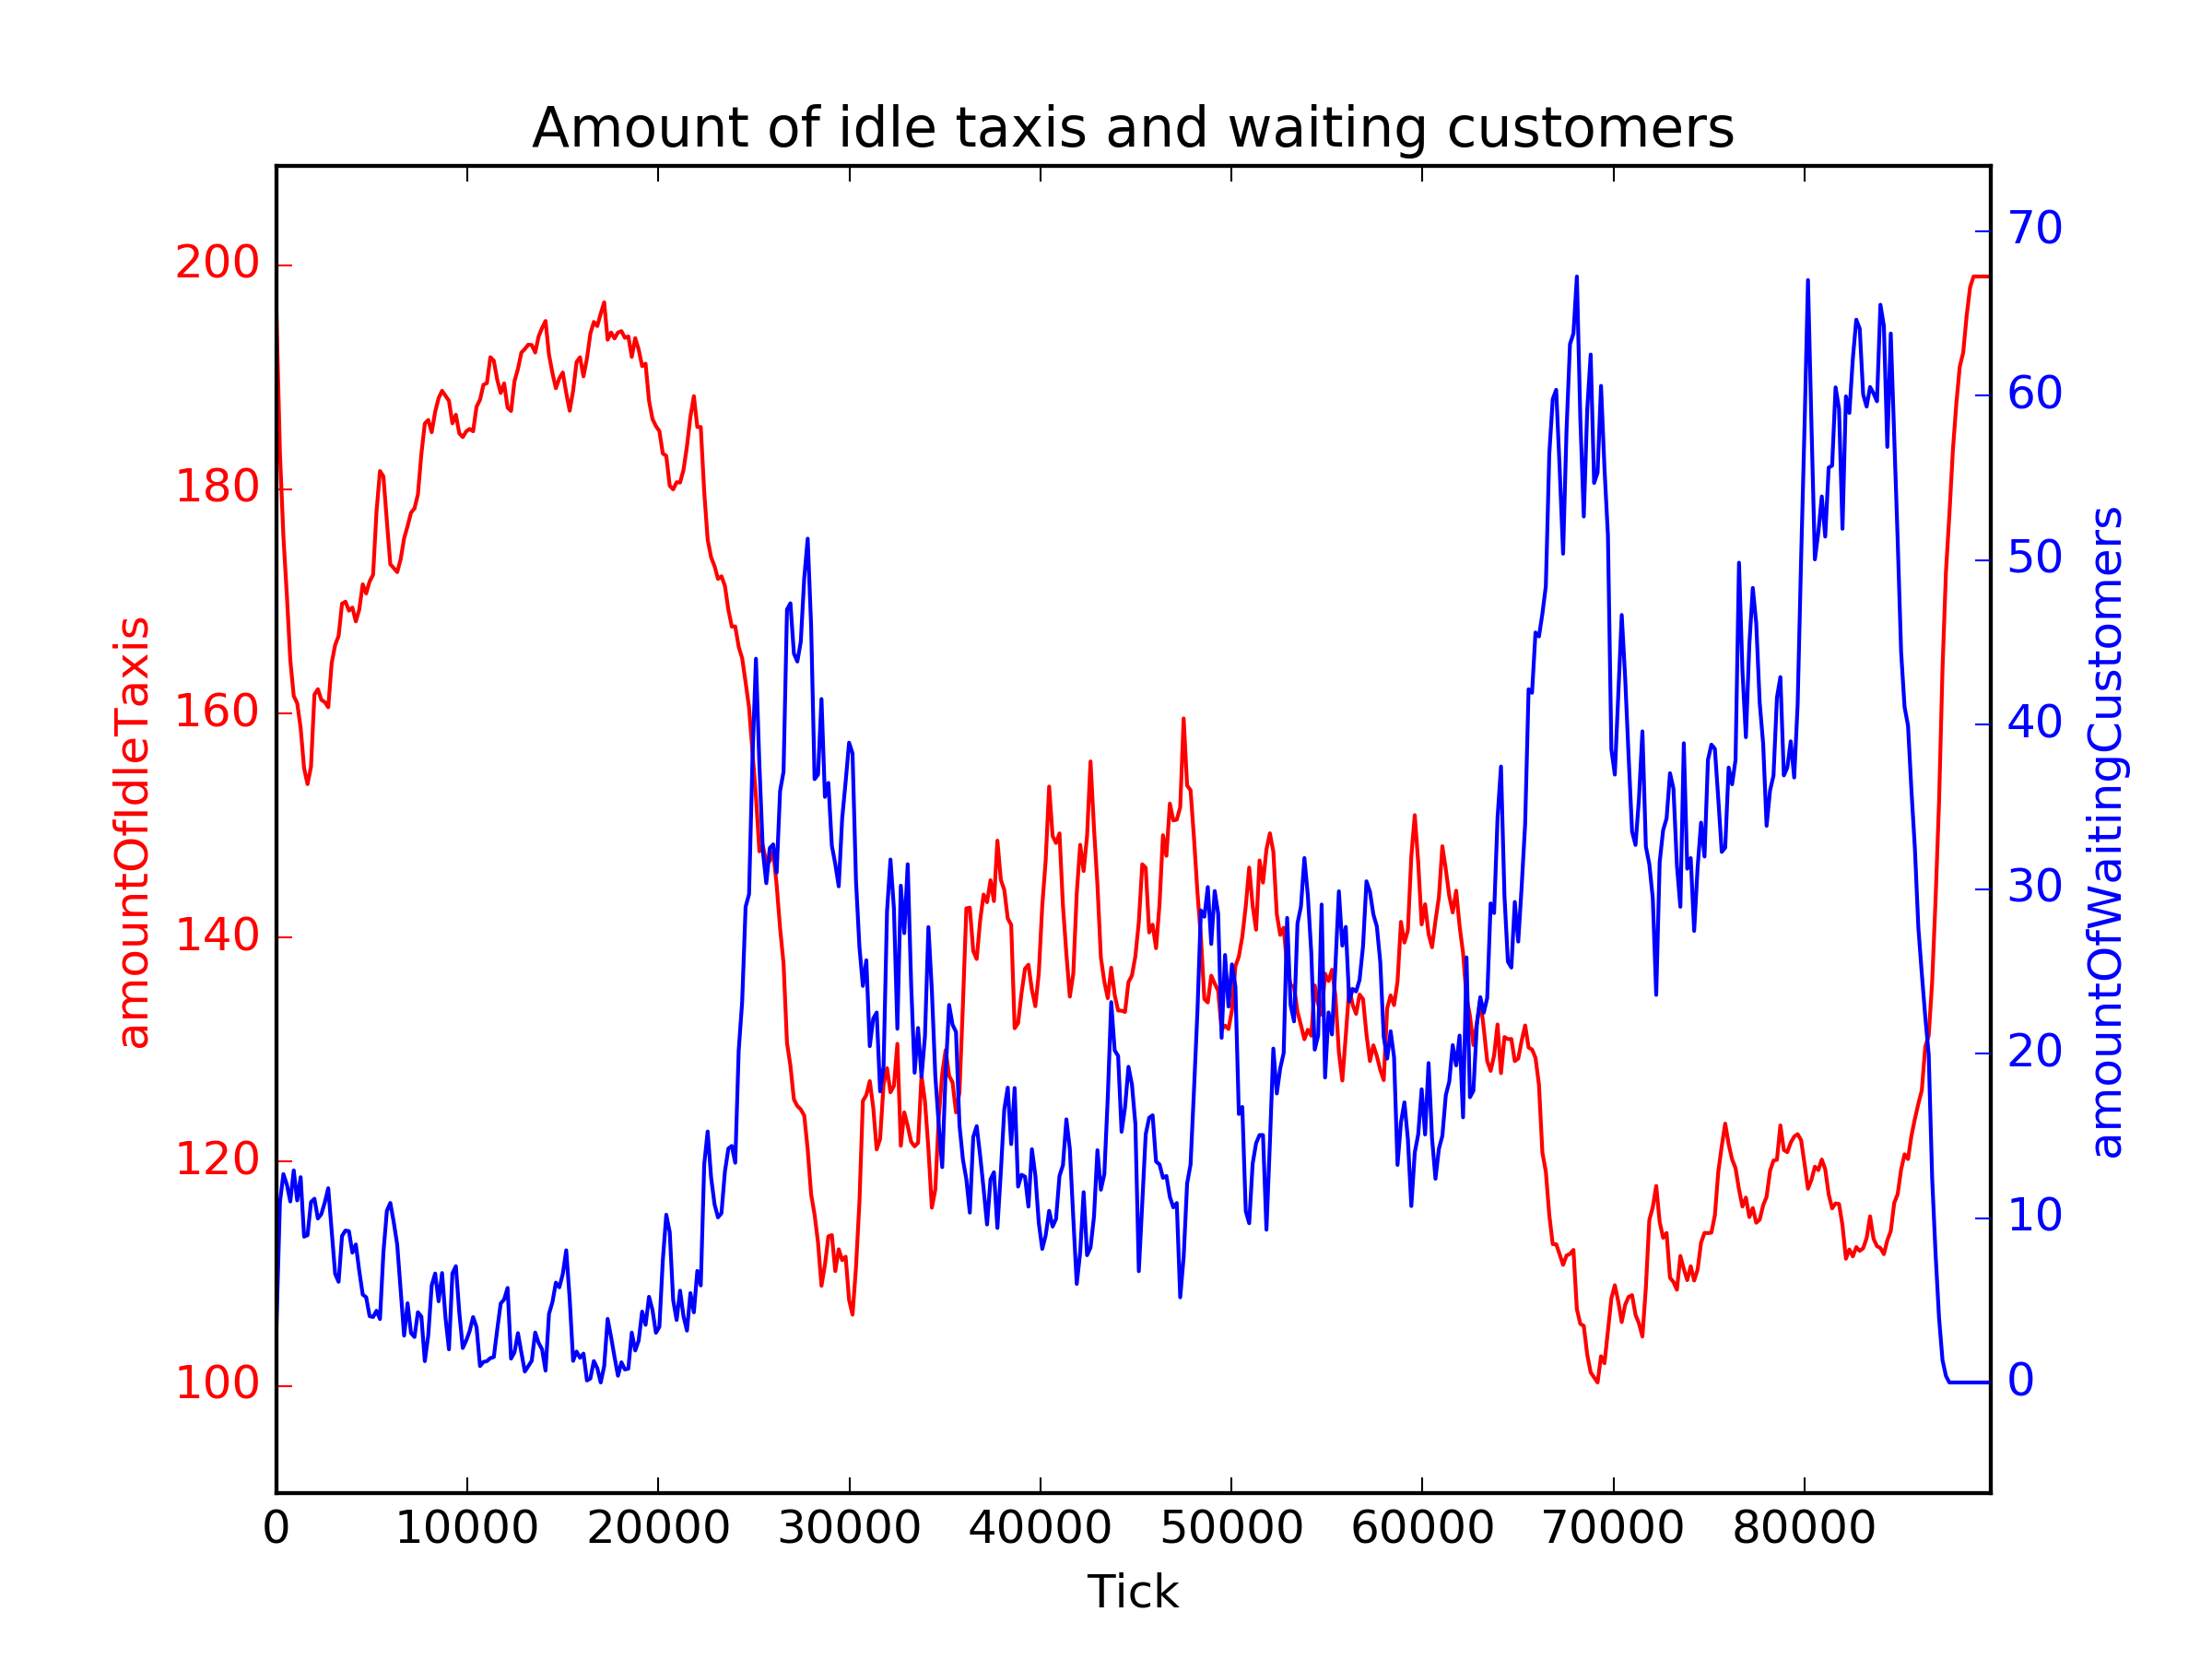 Amount of idle taxis and waiting customers
amountOfIdleTaxis
200
180
160
140
120
100
70
60
50
40
30
20
10
0
amountOfWaitingCustomers
0 10000 20000 30000 40000 50000 60000 70000 80000
Tick